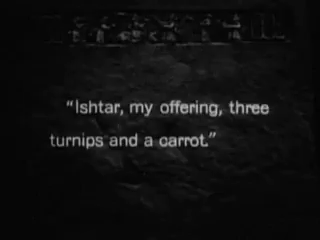 "Ishtar, my offering, three
turnips and a carrot."